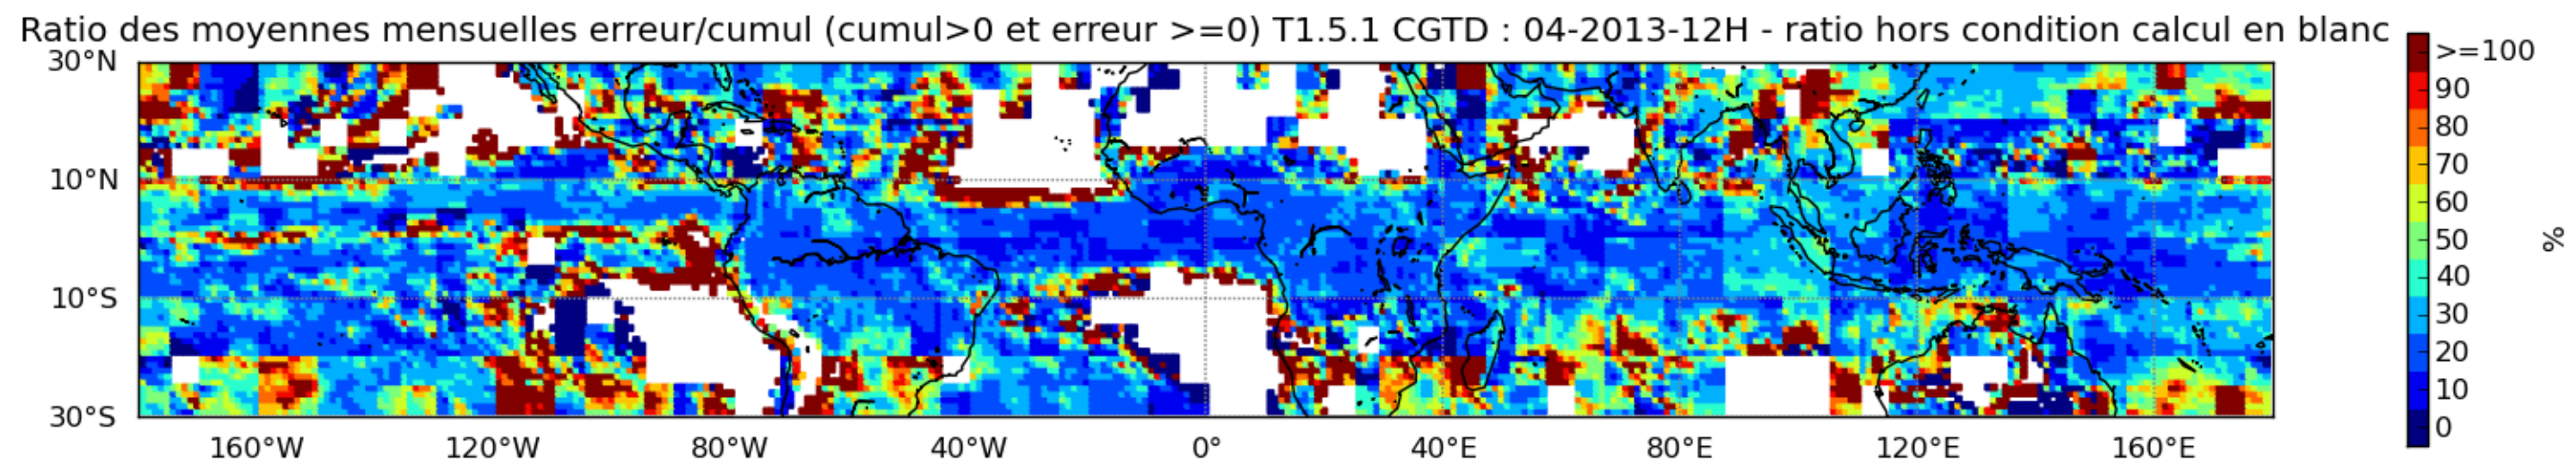 Ratio des moyennes mensuelles erreur/cumul (cumul>0 et erreur >=0) T1.5.1 CGTD : 04-2013-12H - ratio hors condition calcul en blanc
30°N
10°N
10°S
30°S
160°W 120°W 80°W 40°W 0° 40°E 80°E 120°E 160°E
>=100
90
80
70
60
50
40
30
20
10
0
%